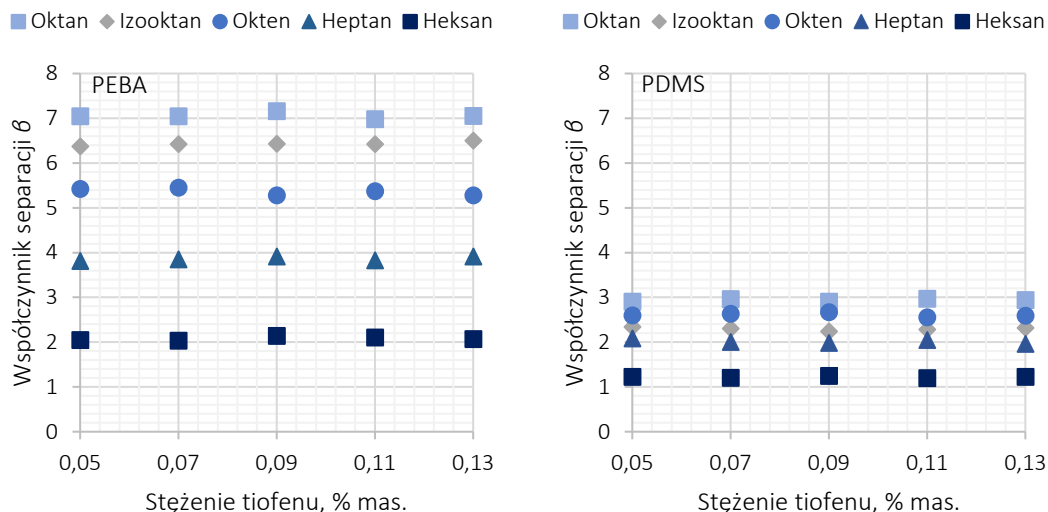 Oktan Izooktan Okten Heptan Heksan
PEBA
Współczynnik separacji β
8
7
6
5
4
3
2
1
0
0,05 0,07 0,09 0,11 0,13
Stężenie tiofenu, % mas.
Oktan Izooktan Okten Heptan Heksan
PDMS
Współczynnik separacji β
8
7
6
5
4
3
2
1
0
0,05 0,07 0,09 0,11 0,13
Stężenie tiofenu, % mas.